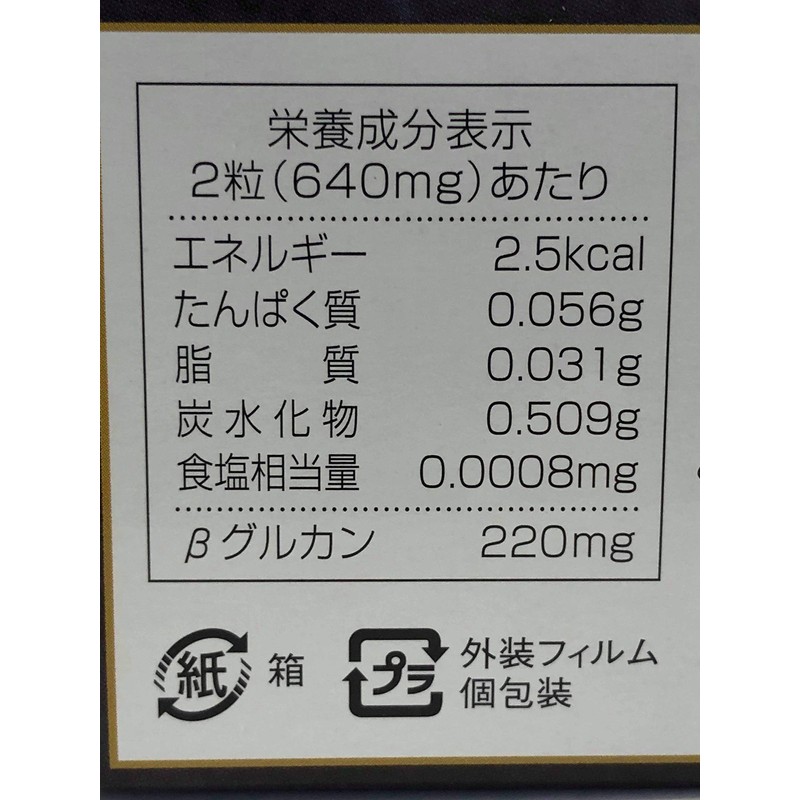 栄養成分表示
2粒(640mg)あたり
エネルギー 2.5kcal
たんぱく質 0.056g
脂質 0.031g
炭水化物 0.509g
食塩相当量 0.0008mg
βグルカン 220mg
紙 箱
プラ 外装フィルム
個包装